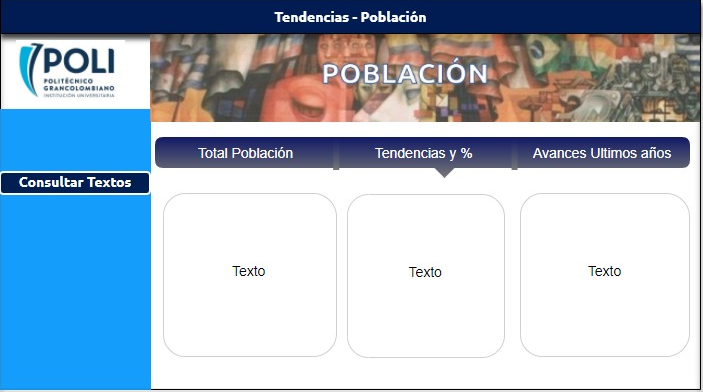 Tendencias - Población
POLI
POLITÉCNICO
GRANCOLOMBIANO
INSTITUCIÓN UNIVERSITARIA
POBLACIÓN
Consultar Textos
Total Población
Tendencias y %
Avances Ultimos años
Texto
Texto
Texto